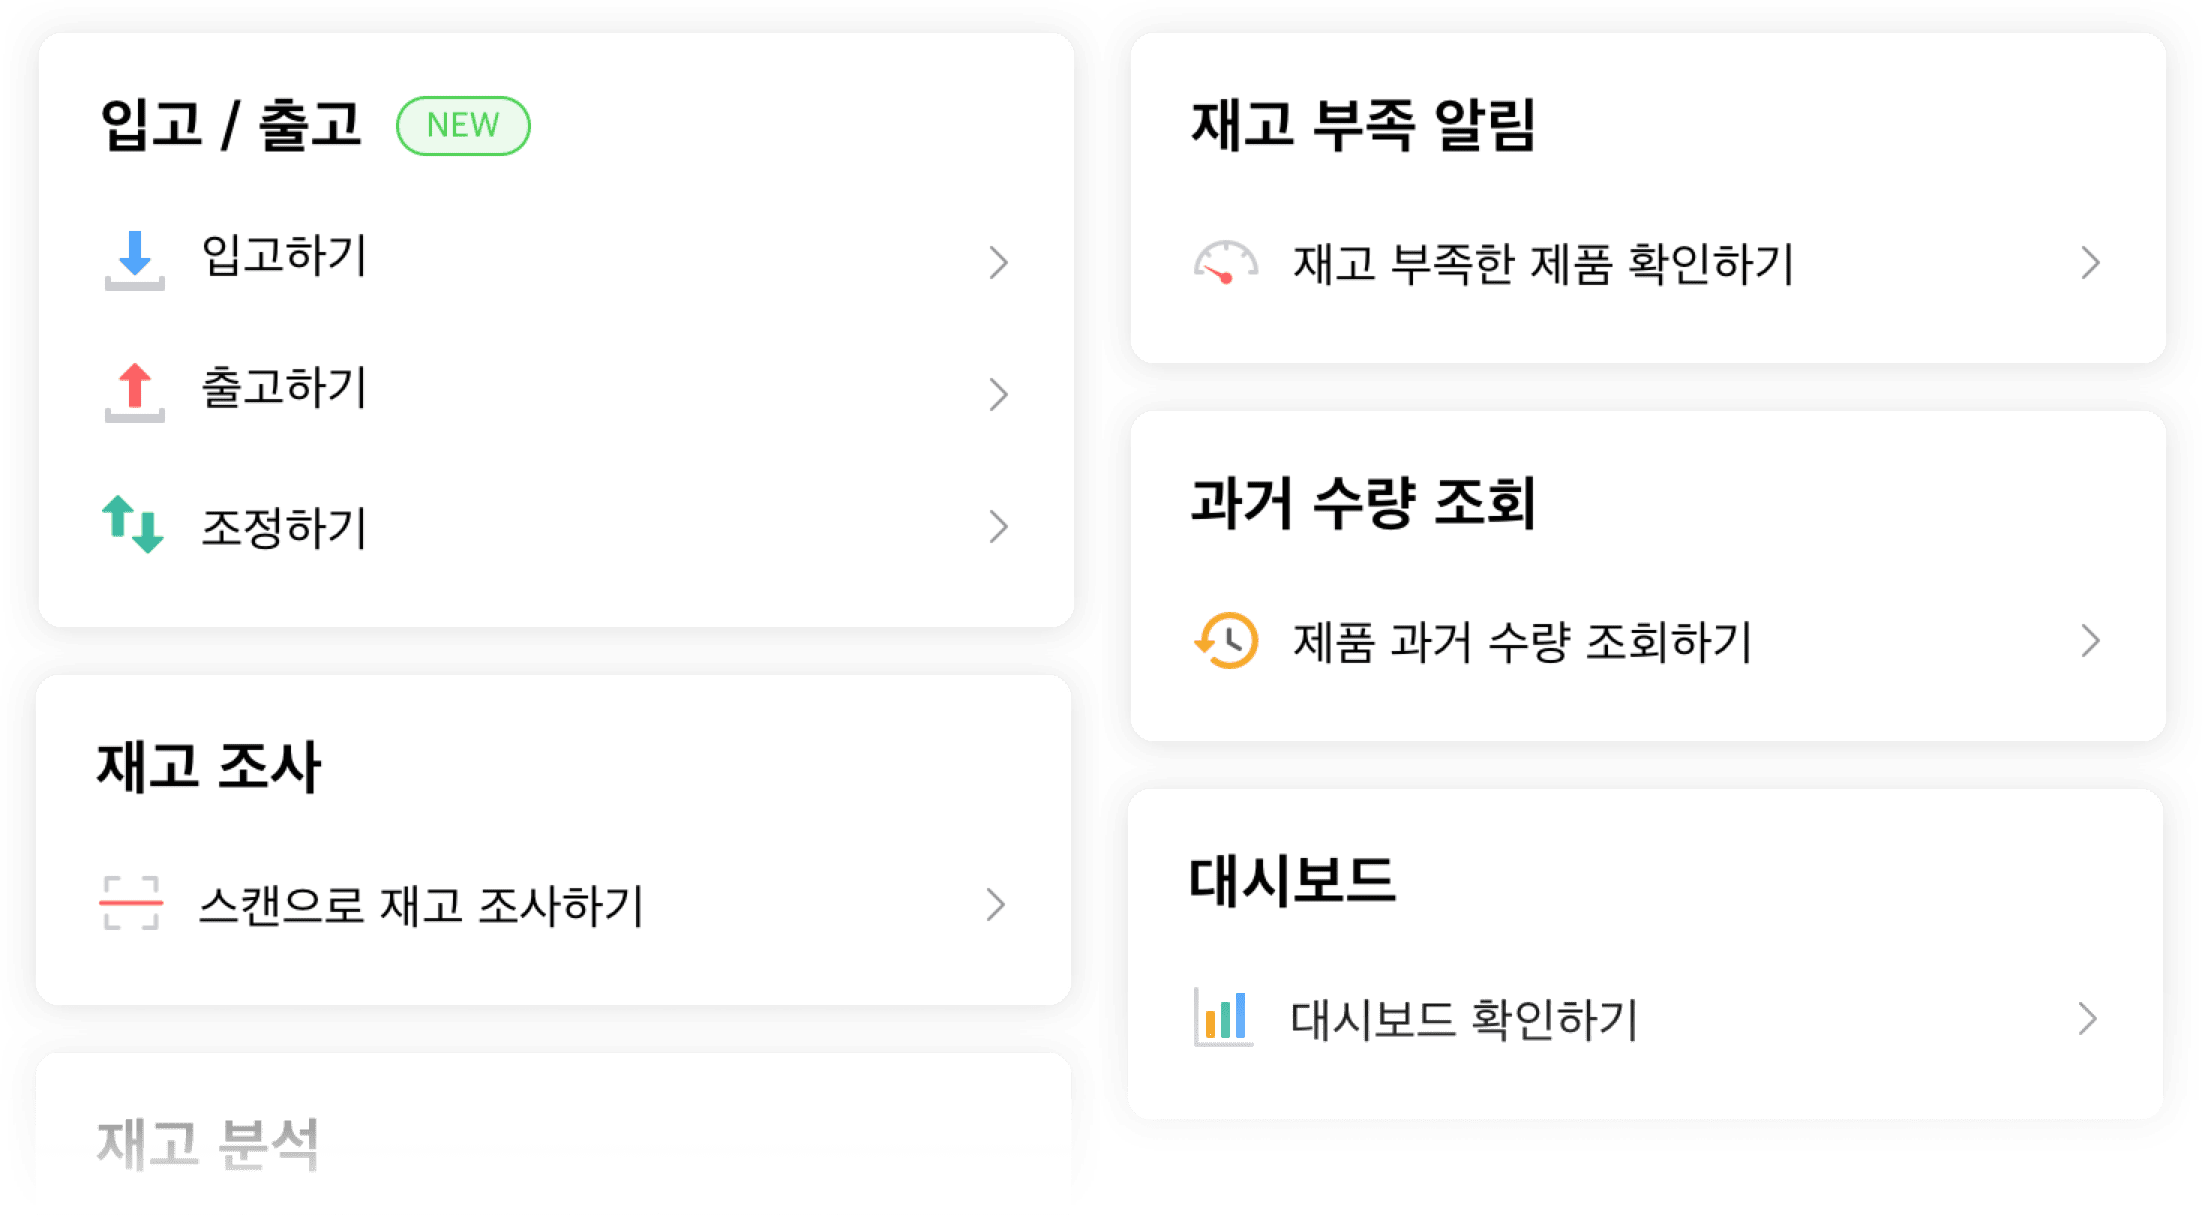 입고 / 출고 NEW
입고하기
출고하기
조정하기
재고 조사
스캔으로 재고 조사하기
재고 분석
재고 부족 알림
재고 부족한 제품 확인하기
과거 수량 조회
제품 과거 수량 조회하기
대시보드
대시보드 확인하기